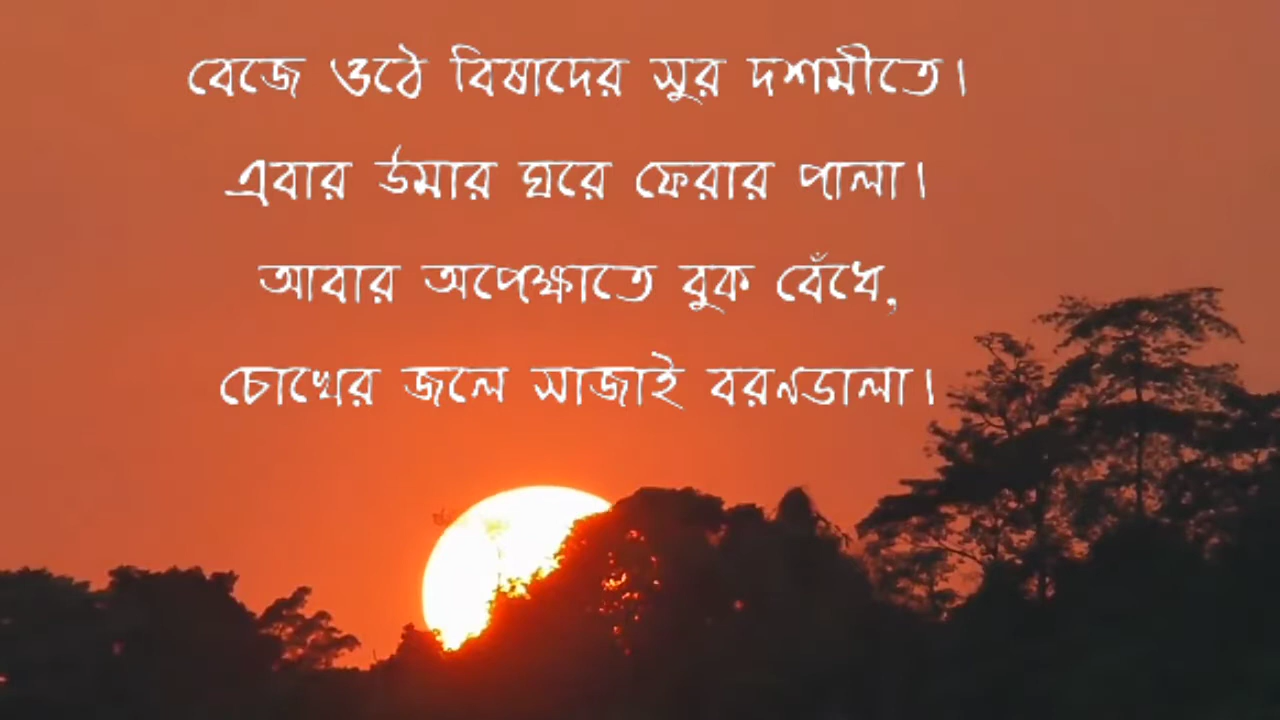 বেজে ওঠে বিষাদের সুর দশমীতে।
এবার উমার ঘরে ফেরার পালা।
আবার অপেক্ষাতে বুক বেঁধে,
চোখের জলে সাজাই বরণডালা।